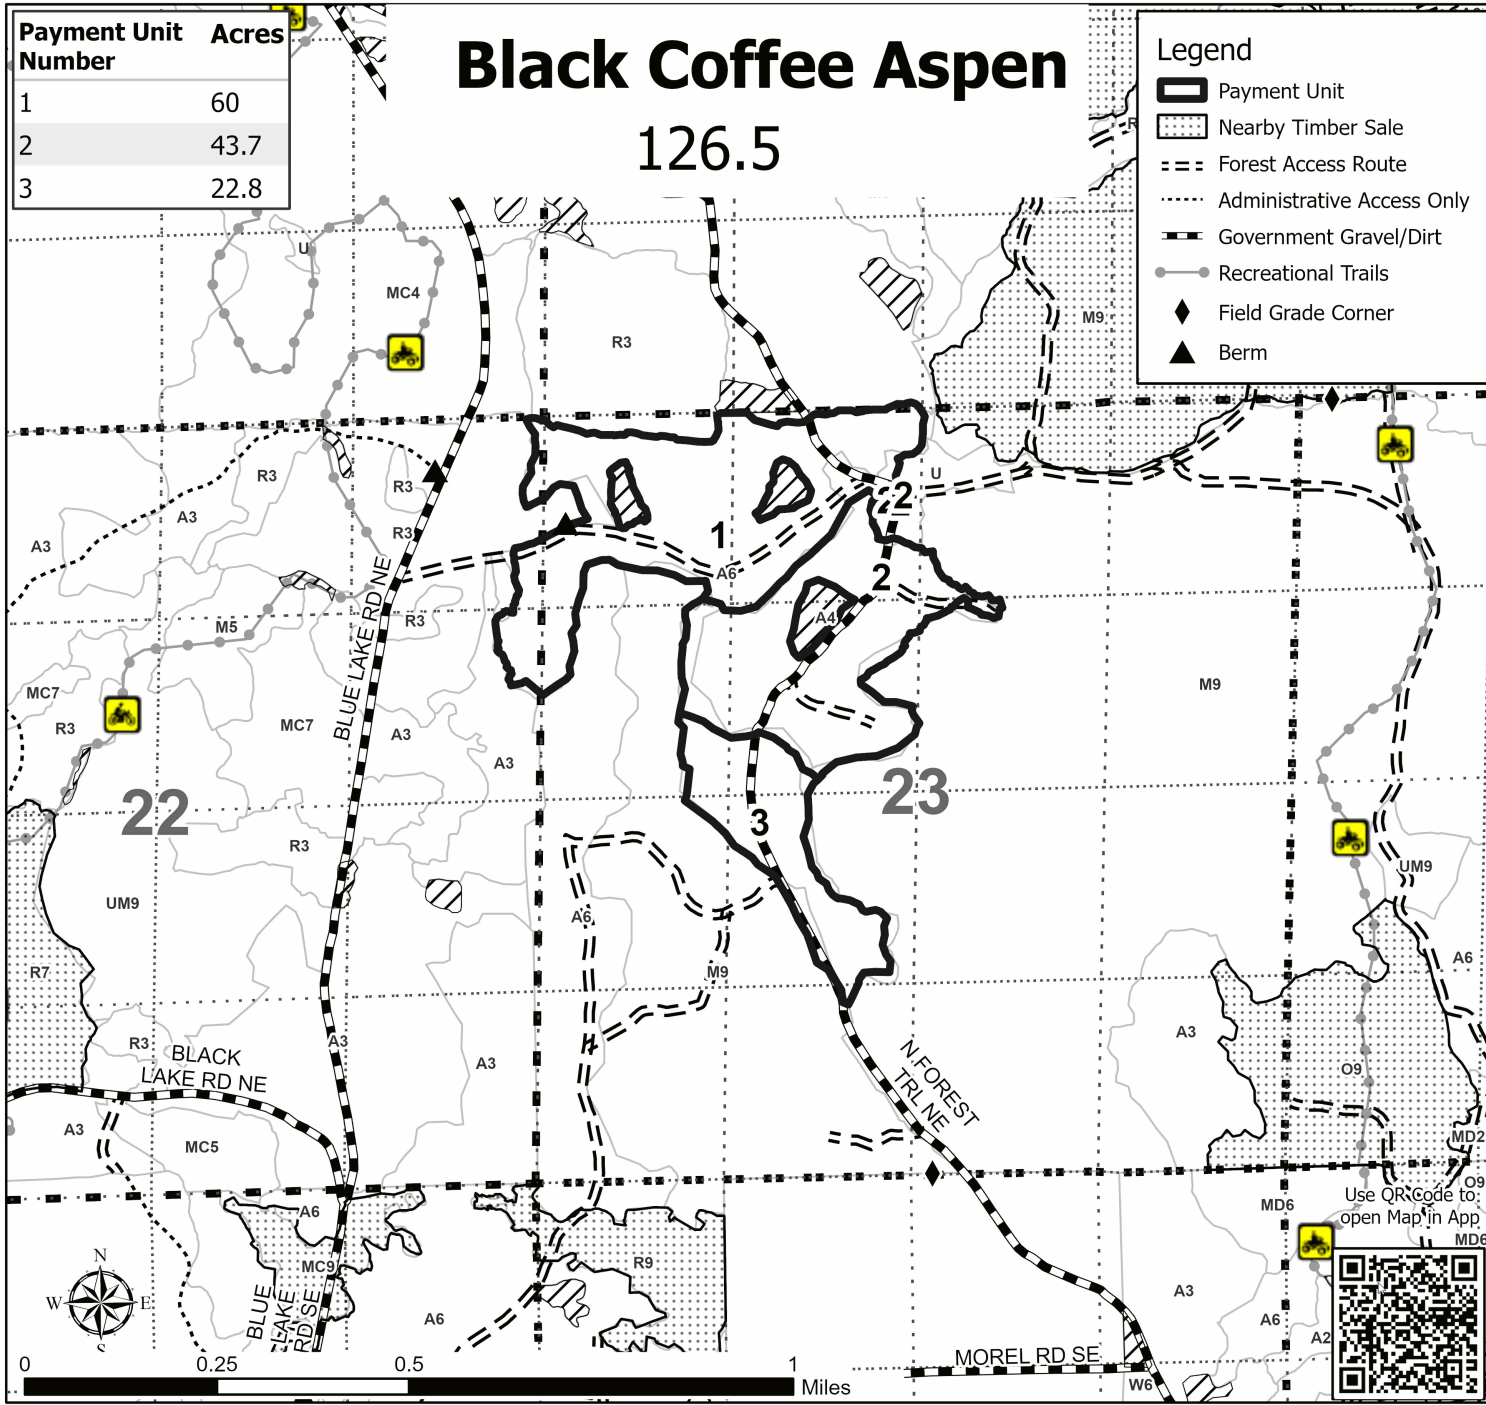 Payment Unit Number Acres
1 60
2 43.7
3 22.8
Black Coffee Aspen
126.5
Legend
Payment Unit
Nearby Timber Sale
Forest Access Route
Administrative Access Only
Government Gravel/Dirt
Recreational Trails
Field Grade Corner
Berm
U
MC4
R3
M9
R3
R3
U
A3
A3
R3
2
2
1
A6
2
A4
M5
R3
BLUE LAKE RD NE
MC7
R3
MC7
A3
A3
M9
22
23
3
R3
UM9
UM9
A6
R7
M9
A6
R3
A3
A3
A3
BLACK
LAKE RD NE
N FOREST
TRL NE
O9
A3
MC5
MD2
O9
A6
MD6
Use QR Code to
open Map in App
MD6
MC9
R9
N
W E
S
BLUE
LAKE
RD SE
A6
A3
A6
A2
MOREL RD SE
W6
0 0.25 0.5 1
Miles